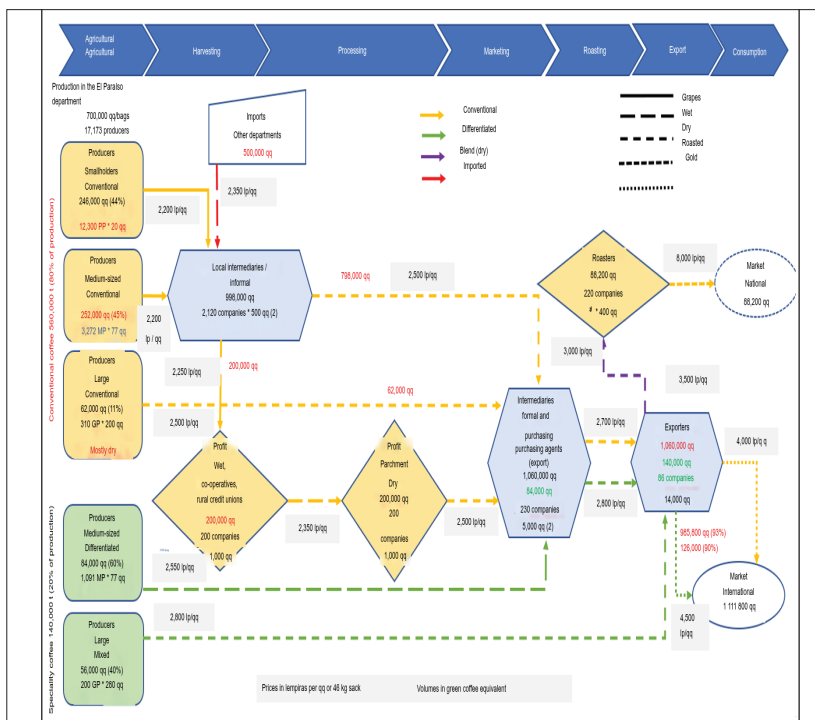 Agricultural
Agricultural
Harvesting
Processing
Marketing
Roasting
Export
Consumption
Production in the El Paraíso
department
700,000 qq/bags
17,173 producers
Imports
Other departments
500,000 qq
Conventional
Differentiated
Blend (dry)
Imported
Grapes
Wet
Dry
Roasted
Gold
Conventional coffee 560,000 t (80% of production)
Speciality coffee 140,000 t (20% of production)
Producers
Smallholders
Conventional
246,000 qq (44%)
12,300 PP * 20 qq
2,200 lp/qq
2,350 lp/qq
Producers
Medium-sized
Conventional
252,000 qq (45%)
3,272 MP * 77 qq
2,200
lp / qq
Local intermediaries /
informal
998,000 qq
2,120 companies * 500 qq (2)
798,000 qq
2,500 lp/qq
Roasters
88,200 qq
220 companies
* 400 qq
8,000 lp/qq
Market
National
88,200 qq
3,000 lp/qq
3,500 lp/qq
2,250 lp/qq
200,000 qq
Producers
Large
Conventional
62,000 qq (11%)
310 GP * 200 qq
Mostly dry
62,000 qq
2,500 lp/qq
Profit
Wet,
co-operatives,
rural credit unions
200,000 qq
200 companies
1,000 qq
2,350 lp/qq
Profit
Parchment
Dry
200,000 qq
200
companies
1,000 qq
2,500 lp/qq
Intermediaries
formal and
purchasing
purchasing agents
(export)
1,060,000 qq
84,000 qq
230 companies
5,000 qq (2)
2,700 lp/qq
2,800 lp/qq
Exporters
1,060,000 qq
140,000 qq
86 companies
14,000 qq
4,000 lp/q q
985,800 qq (93%)
126,000 (90%)
Market
International
1 111 800 qq
4,500
lp/qq
Producers
Medium-sized
Differentiated
84,000 qq (60%)
1,091 MP * 77 qq
2,550 lp/qq
Producers
Large
Mixed
56,000 qq (40%)
200 GP * 280 qq
2,800 lp/qq
Prices in lempiras per qq or 46 kg sack
Volumes in green coffee equivalent